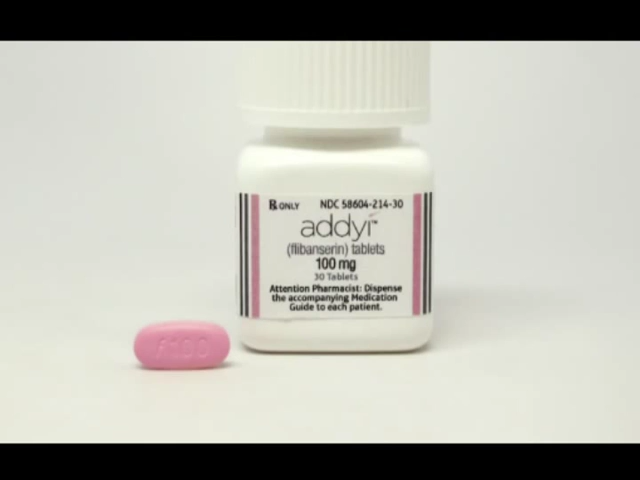 ℞ ONLY NDC 58604-214-30
addyi™
(flibanserin) tablets
100 mg
30 Tablets
Attention Pharmacist: Dispense
the accompanying Medication
Guide to each patient.
f100